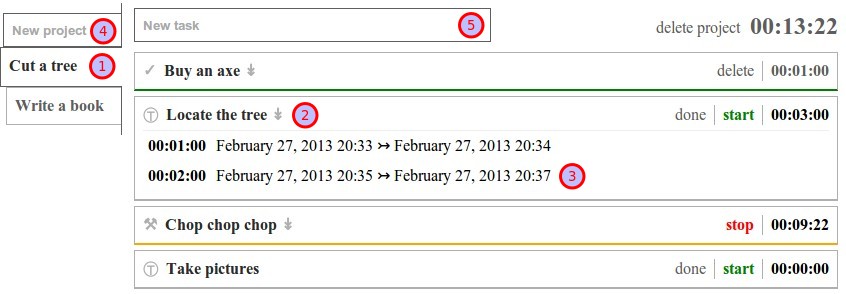 New project 4
Cut a tree 1
Write a book
New task 5
delete project 00:13:22
✓ Buy an axe ↡ delete 00:01:00
Ⓣ Locate the tree ↡ 2 done start 00:03:00
00:01:00 February 27, 2013 20:33 ↣ February 27, 2013 20:34
00:02:00 February 27, 2013 20:35 ↣ February 27, 2013 20:37 3
⚒ Chop chop chop ↡ stop 00:09:22
Ⓣ Take pictures done start 00:00:00